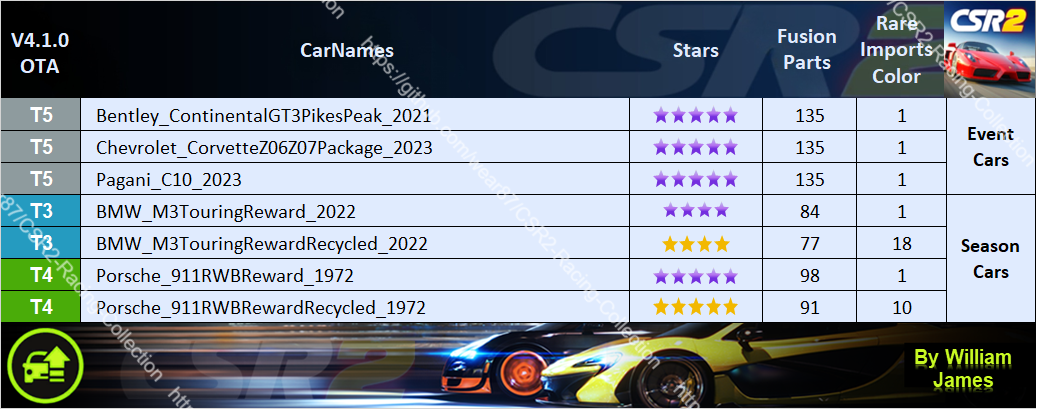 V4.1.0
OTA
CarNames
Stars
Fusion
Parts
Rare
Imports
Color
CSR2
T5 Bentley_ContinentalGT3PikesPeak_2021 135 1
T5 Chevrolet_CorvetteZ06Z07Package_2023 135 1
T5 Pagani_C10_2023 135 1
Event
Cars
T3 BMW_M3TouringReward_2022 84 1
T3 BMW_M3TouringRewardRecycled_2022 77 18
T4 Porsche_911RWBReward_1972 98 1
T4 Porsche_911RWBRewardRecycled_1972 91 10
Season
Cars
CSR2
By William
James